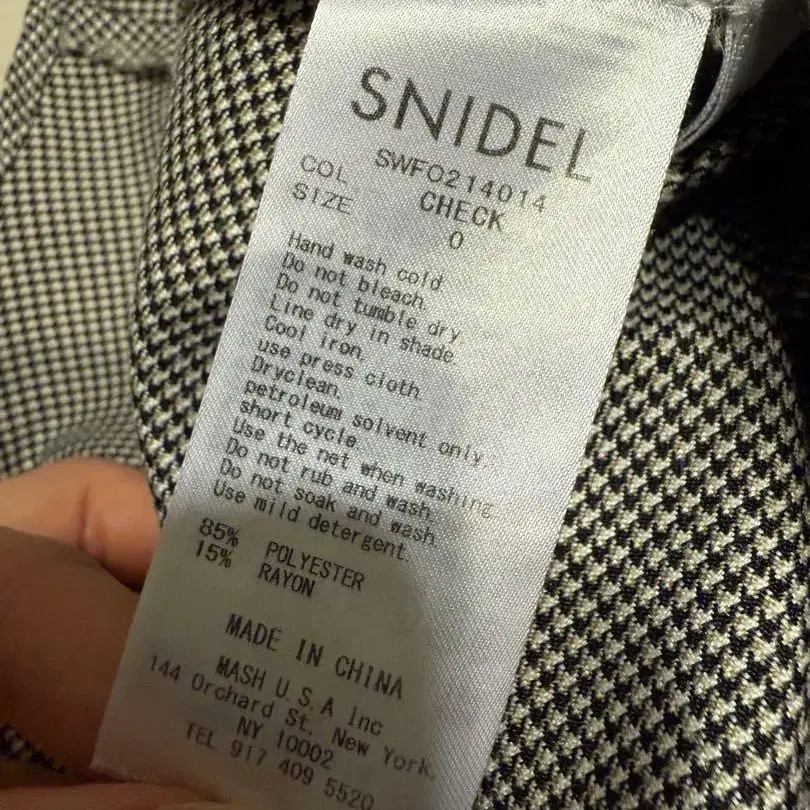 SNIDEL
SWFO214014
COL CHECK
SIZE 0
Hand wash cold.
Do not bleach.
Do not tumble dry.
Line dry in shade.
Cool iron.
use press cloth.
Dryclean.
petroleum solvent only.
short cycle.
Use the net when washing.
Do not rub and wash.
Do not soak and wash.
Use mild detergent.
85% POLYESTER
15% RAYON
MADE IN CHINA
MASH U.S.A Inc
144 Orchard St. New York,
NY 10002
TEL 917 409 5520